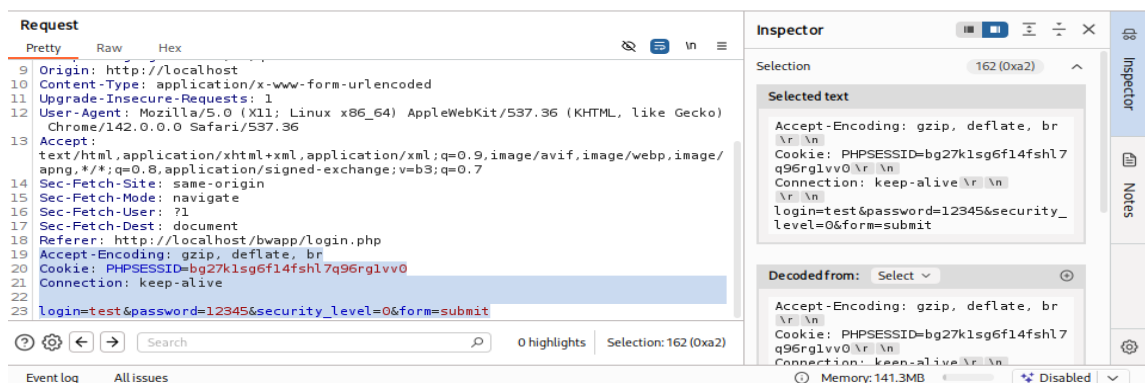 Request
Pretty Raw Hex
\n
9 Origin: http://localhost
10 Content-Type: application/x-www-form-urlencoded
11 Upgrade-Insecure-Requests: 1
12 User-Agent: Mozilla/5.0 (X11; Linux x86_64) AppleWebKit/537.36 (KHTML, like Gecko)
Chrome/142.0.0.0 Safari/537.36
13 Accept:
text/html,application/xhtml+xml,application/xml;q=0.9,image/avif,image/webp,image/
apng,*/*;q=0.8,application/signed-exchange;v=b3;q=0.7
14 Sec-Fetch-Site: same-origin
15 Sec-Fetch-Mode: navigate
16 Sec-Fetch-User: ?1
17 Sec-Fetch-Dest: document
18 Referer: http://localhost/bwapp/login.php
19 Accept-Encoding: gzip, deflate, br
20 Cookie: PHPSESSID=bg27k1sg6f14fshl7q96rg1vv0
21 Connection: keep-alive
22
23 login=test&password=12345&security_level=0&form=submit
Search
0 highlights
Selection: 162 (0xa2)
Event log All issues
Inspector
Selection 162 (0xa2)
Selected text
Accept-Encoding: gzip, deflate, br
\r \n
Cookie: PHPSESSID=bg27k1sg6f14fshl7
q96rg1vv0 \r \n
Connection: keep-alive \r \n
\r \n
login=test&password=12345&security_
level=0&form=submit
Decoded from: Select
Accept-Encoding: gzip, deflate, br
\r \n
Cookie: PHPSESSID=bg27k1sg6f14fshl7
q96rg1vv0 \r \n
Connection: keep-alive \r \n
Memory: 141.3MB
Disabled
Inspector
Notes